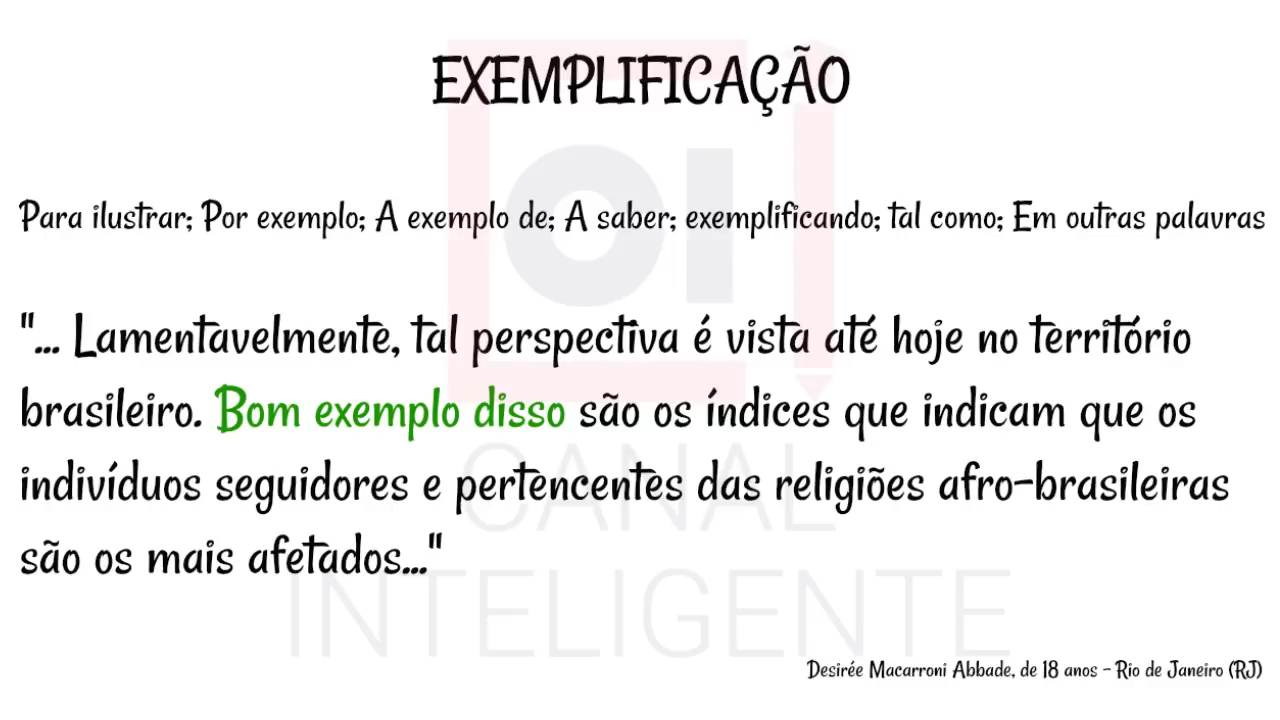 EXEMPLIFICAÇÃO
Para ilustrar; Por exemplo; A exemplo de; A saber; exemplificando; tal como; Em outras palavras
"... Lamentavelmente, tal perspectiva é vista até hoje no território
brasileiro. Bom exemplo disso são os índices que indicam que os
indivíduos seguidores e pertencentes das religiões afro-brasileiras
são os mais afetados..."
CANAL
INTELIGENTE
Desirée Macarroni Abbade, de 18 anos - Rio de Janeiro (RJ)